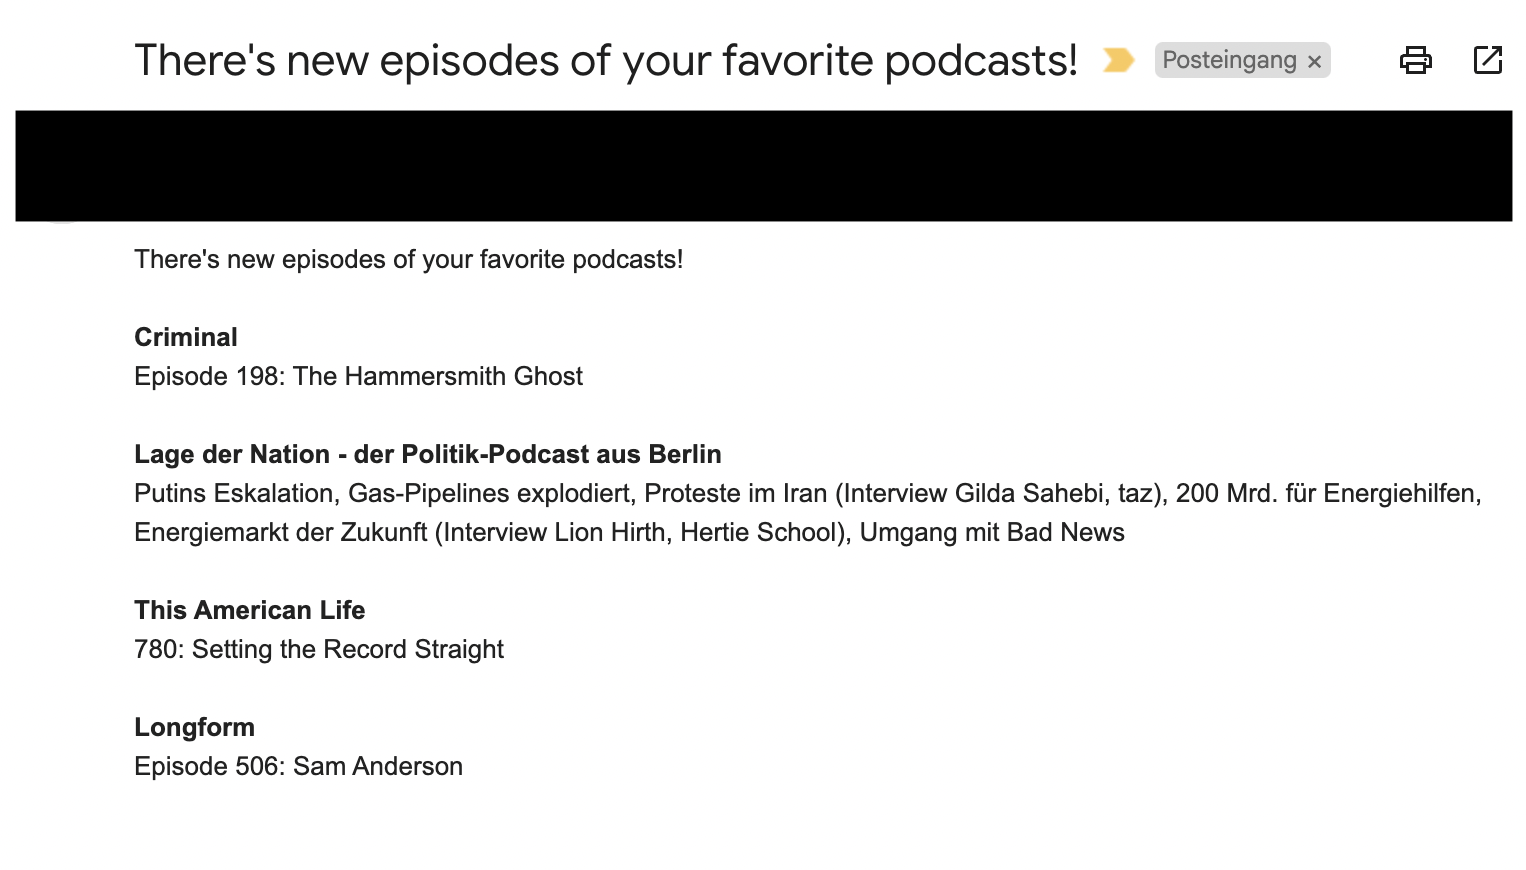 There's new episodes of your favorite podcasts! Posteingang ×
There's new episodes of your favorite podcasts!
Criminal
Episode 198: The Hammersmith Ghost
Lage der Nation - der Politik-Podcast aus Berlin
Putins Eskalation, Gas-Pipelines explodiert, Proteste im Iran (Interview Gilda Sahebi, taz), 200 Mrd. für Energiehilfen,
Energiemarkt der Zukunft (Interview Lion Hirth, Hertie School), Umgang mit Bad News
This American Life
780: Setting the Record Straight
Longform
Episode 506: Sam Anderson